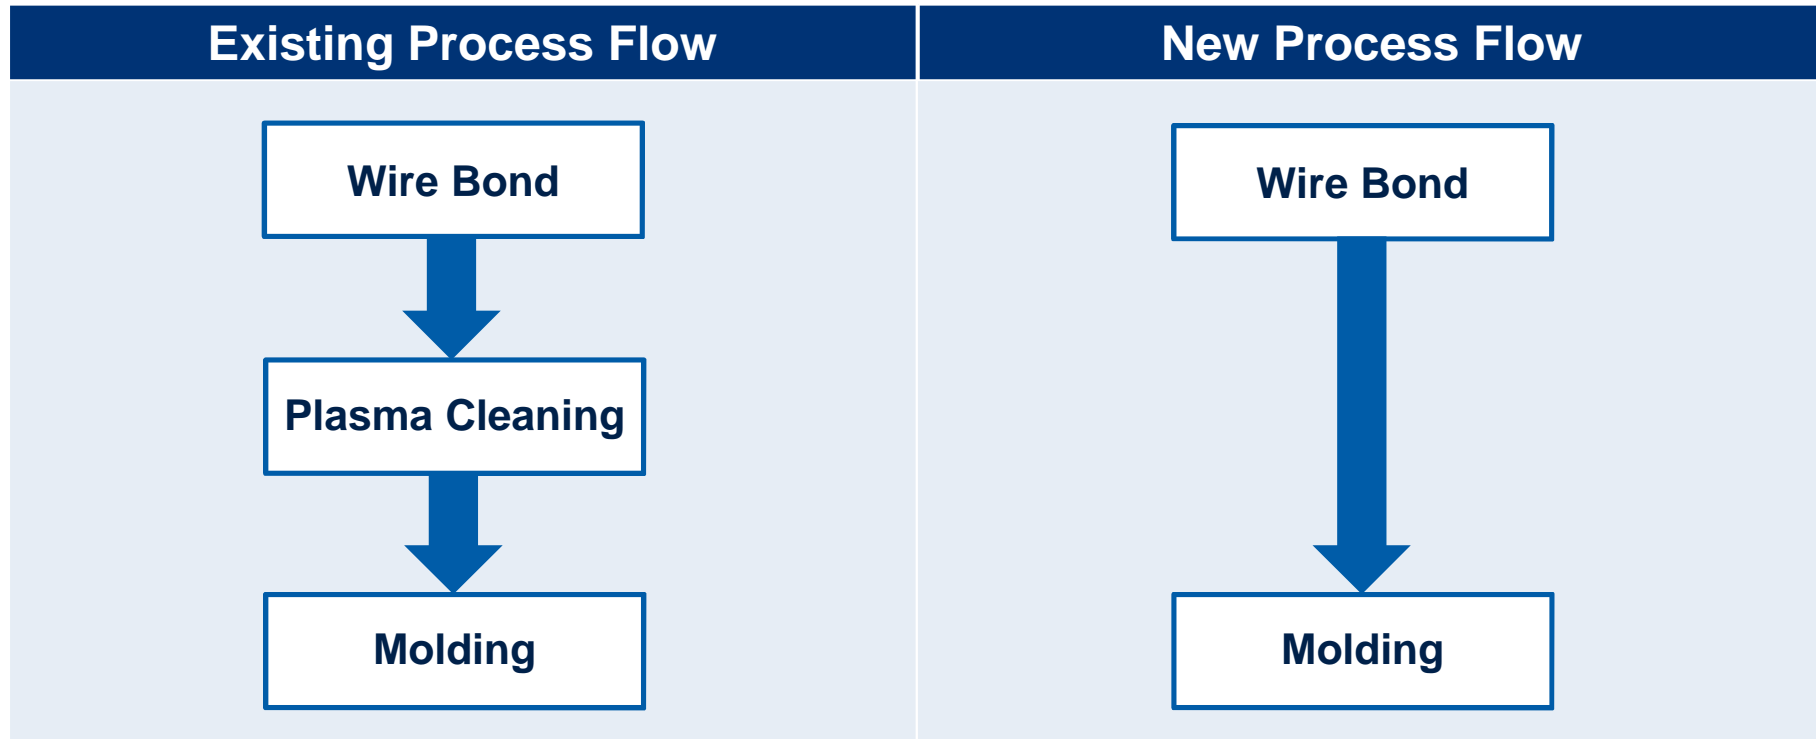 Existing Process Flow
New Process Flow
Wire Bond
Plasma Cleaning
Molding
Wire Bond
Molding